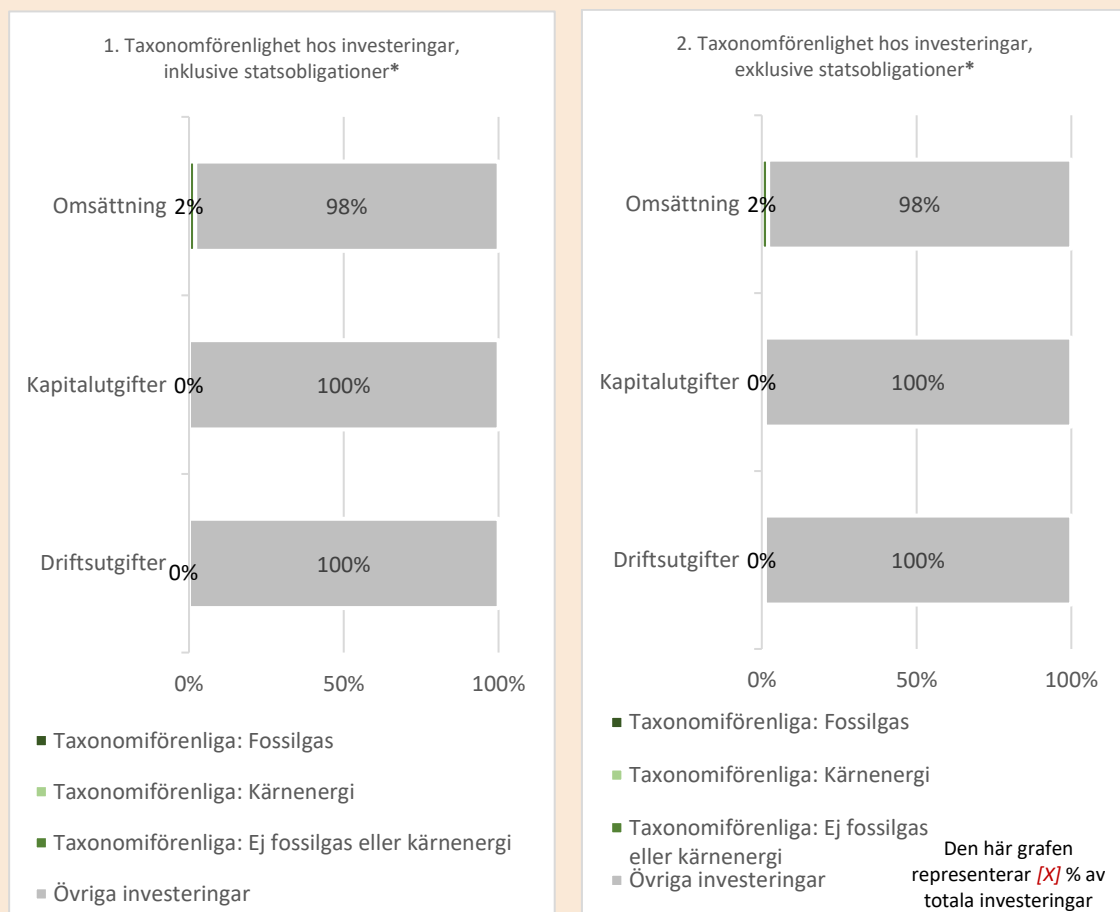 1. Taxonomförenlighet hos investeringar,
inklusive statsobligationer*
Omsättning 2% 98%
Kapitalutgifter 0% 100%
Driftsutgifter 0% 100%
0% 50% 100%
Taxonomiförenliga: Fossilgas
Taxonomiförenliga: Kärnenergi
Taxonomiförenliga: Ej fossilgas eller kärnenergi
Övriga investeringar
2. Taxonomförenlighet hos investeringar,
exklusive statsobligationer*
Omsättning 2% 98%
Kapitalutgifter 0% 100%
Driftsutgifter 0% 100%
0% 50% 100%
Taxonomiförenliga: Fossilgas
Taxonomiförenliga: Kärnenergi
Taxonomiförenliga: Ej fossilgas
eller kärnenergi
Övriga investeringar
Den här grafen
representerar [X] % av
totala investeringar